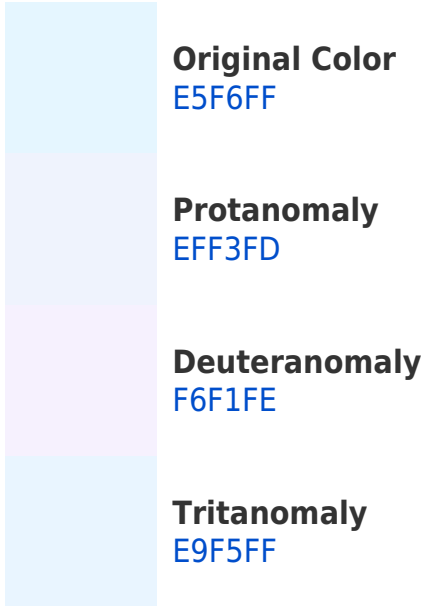 Original Color
E5F6FF
Protanomaly
EFF3FD
Deuteranomaly
F6F1FE
Tritanomaly
E9F5FF